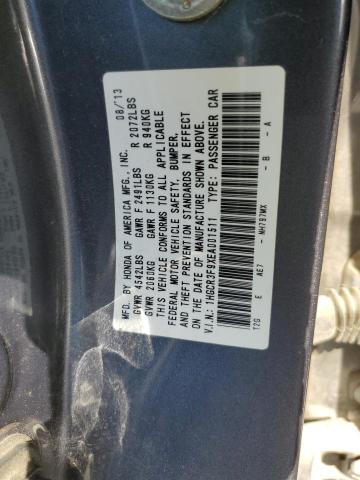 MFD. BY HONDA OF AMERICA MFG., INC. 08/'13
GVWR 4542LBS GAWR F 2491LBS R 2072LBS
GVWR 2060KG GAWR F 1130KG R 940KG
THIS VEHICLE CONFORMS TO ALL APPLICABLE
FEDERAL MOTOR VEHICLE SAFETY, BUMPER,
AND THEFT PREVENTION STANDARDS IN EFFECT
ON THE DATE OF MANUFACTURE SHOWN ABOVE.
V.I.N.: 1HGCR2F9XEA001511 TYPE: PASSENGER CAR
T2G E AE7 - NH797MX - B - A